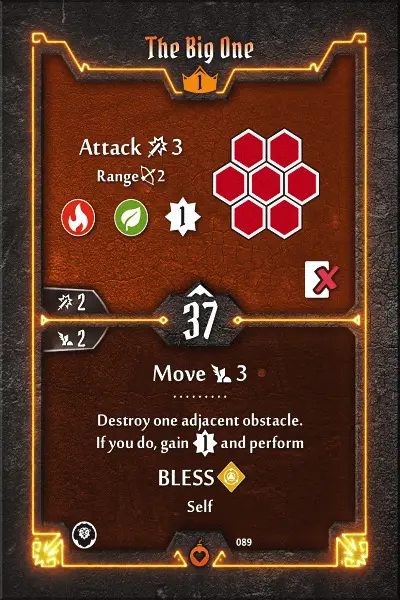 The Big One
1
Attack 3
Range 2
1
2
37
2
Move 3
Destroy one adjacent obstacle.
If you do, gain 1 and perform
BLESS
Self
089